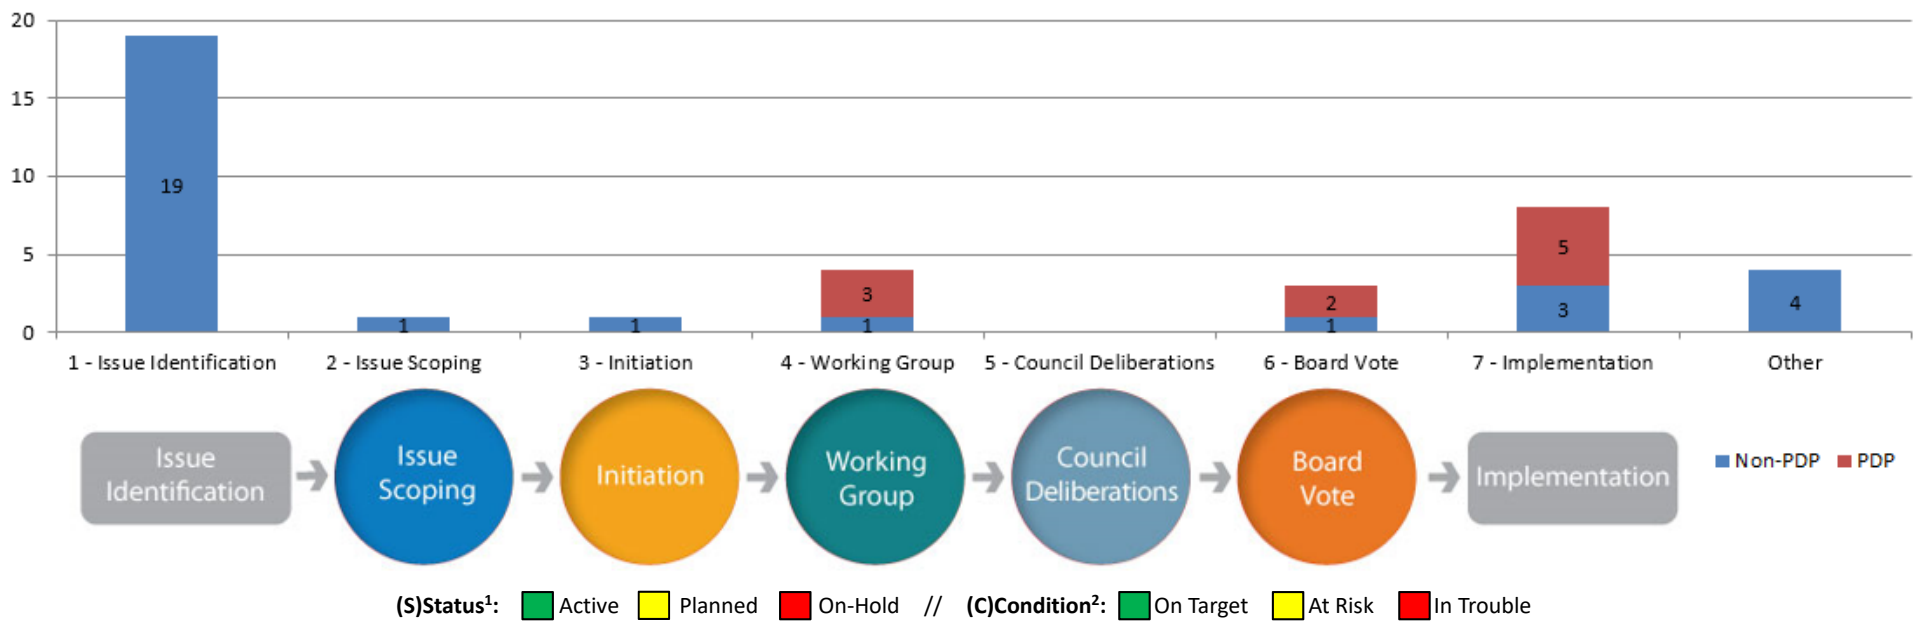 20
15
10
5
0
19
1
1
3
1
2
1
5
3
4
1 - Issue Identification
2 - Issue Scoping
3 - Initiation
4 - Working Group
5 - Council Deliberations
6 - Board Vote
7 - Implementation
Other
Issue
Identification
Issue
Scoping
Initiation
Working
Group
Council
Deliberations
Board
Vote
Implementation
Non-PDP PDP
(S)Status¹: Active Planned On-Hold // (C)Condition²: On Target At Risk In Trouble